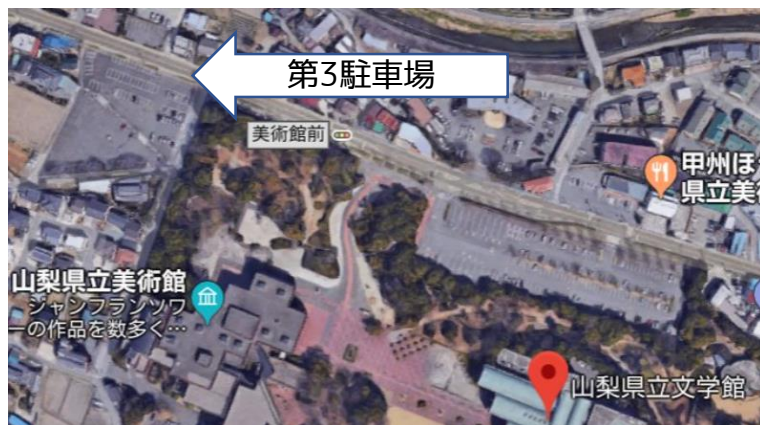 第3駐車場
美術館前
甲州ほ
県立美
山梨県立美術館
ジャンフランソワ
ーの作品を数多く…
山梨県立文学館